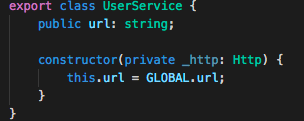 export class UserService {
public url: string;
constructor(private _http: Http) {
this.url = GLOBAL.url;
}
}